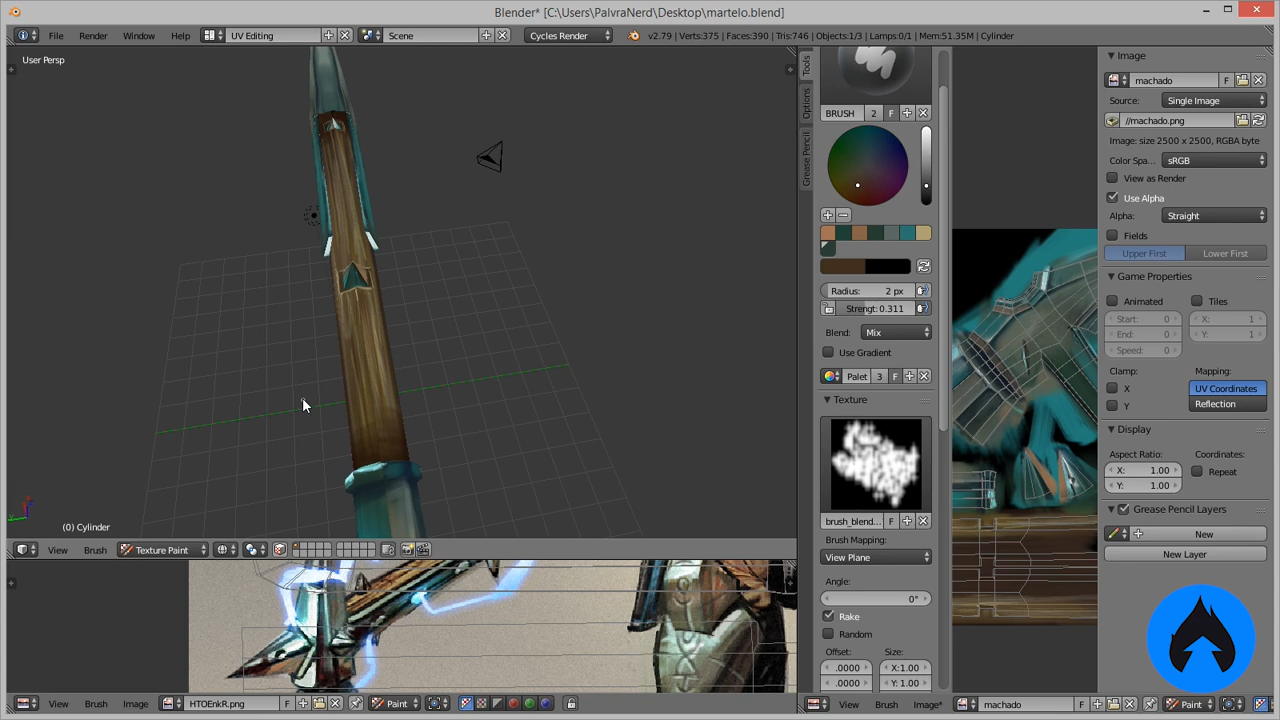 Blender* [C:\Users\PalvraNerd\Desktop\martelo.blend]
File Render Window Help UV Editing Scene Cycles Render v2.79 | Verts:375 | Faces:390 | Tris:746 | Objects:1/3 | Lamps:0/1 | Mem:51.35M | Cylinder
User Persp
(0) Cylinder
View Brush Texture Paint
View Brush Image HTOEnkR.png F Paint
Tools
Options
Grease Pencil
BRUSH 2 F
Radius: 2 px
Strengt: 0.311
Blend: Mix
Use Gradient
Palet 3 F
Texture
brush_blend... F
Brush Mapping:
View Plane
Angle:
0°
Rake
Random
Offset: Size:
.0000 X:1.00
.0000 Y: 1.00
View Brush Image* machado F Paint
Image
machado F
Source: Single Image
//machado.png
Image: size 2500 x 2500, RGBA byte
Color Spa... sRGB
View as Render
Use Alpha
Alpha: Straight
Fields
Upper First Lower First
Game Properties
Animated Tiles
Start: 0 X: 1
End: 0 Y: 1
Speed: 0
Clamp: Mapping:
X UV Coordinates
Y Reflection
Display
Aspect Ratio: Coordinates:
X: 1.00 Repeat
Y: 1.00
Grease Pencil Layers
New
New Layer